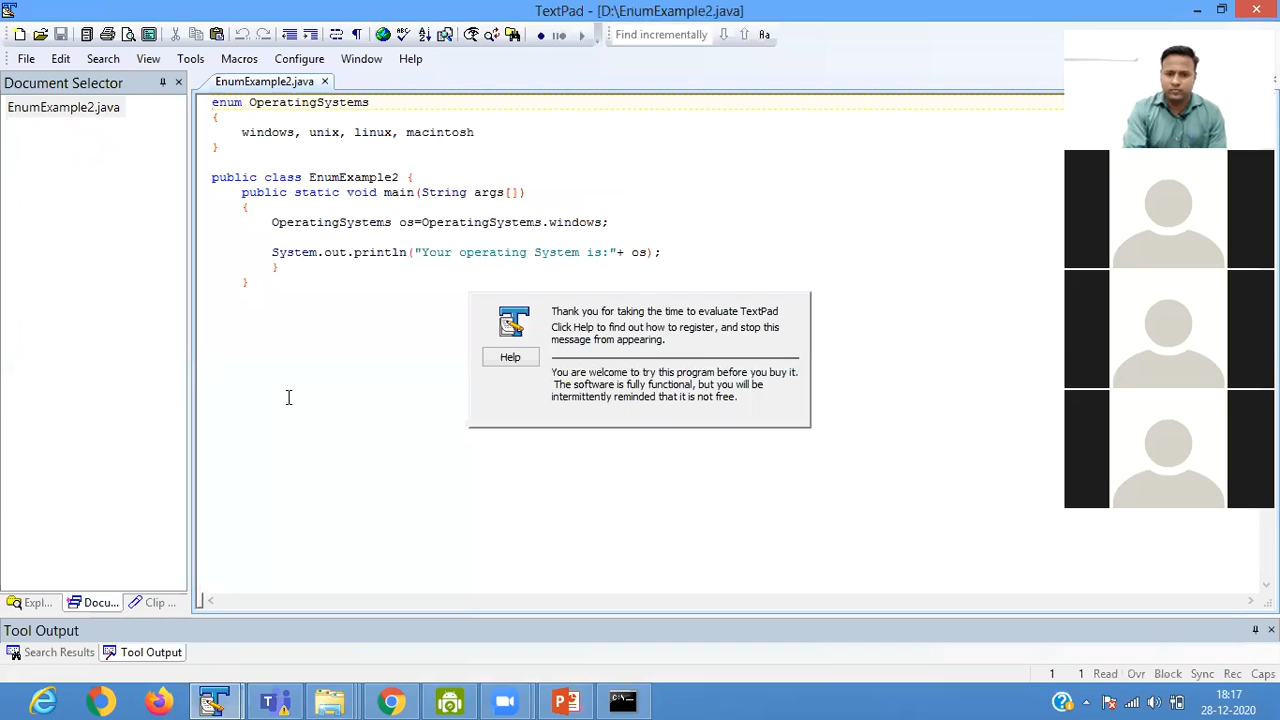 TextPad - [D:\EnumExample2.java]
Find incrementally
Aa
File Edit Search View Tools Macros Configure Window Help
Document Selector
EnumExample2.java
EnumExample2.java
enum OperatingSystems
{
windows, unix, linux, macintosh
}
public class EnumExample2 {
public static void main(String args[])
{
OperatingSystems os=OperatingSystems.windows;
System.out.println("Your operating System is:"+ os);
}
}
Thank you for taking the time to evaluate TextPad
Click Help to find out how to register, and stop this
message from appearing.
Help
You are welcome to try this program before you buy it.
The software is fully functional, but you will be
intermittently reminded that it is not free.
Expl... Docu... Clip ...
Tool Output
Search Results Tool Output
1 1 Read Ovr Block Sync Rec Caps
18:17
28-12-2020